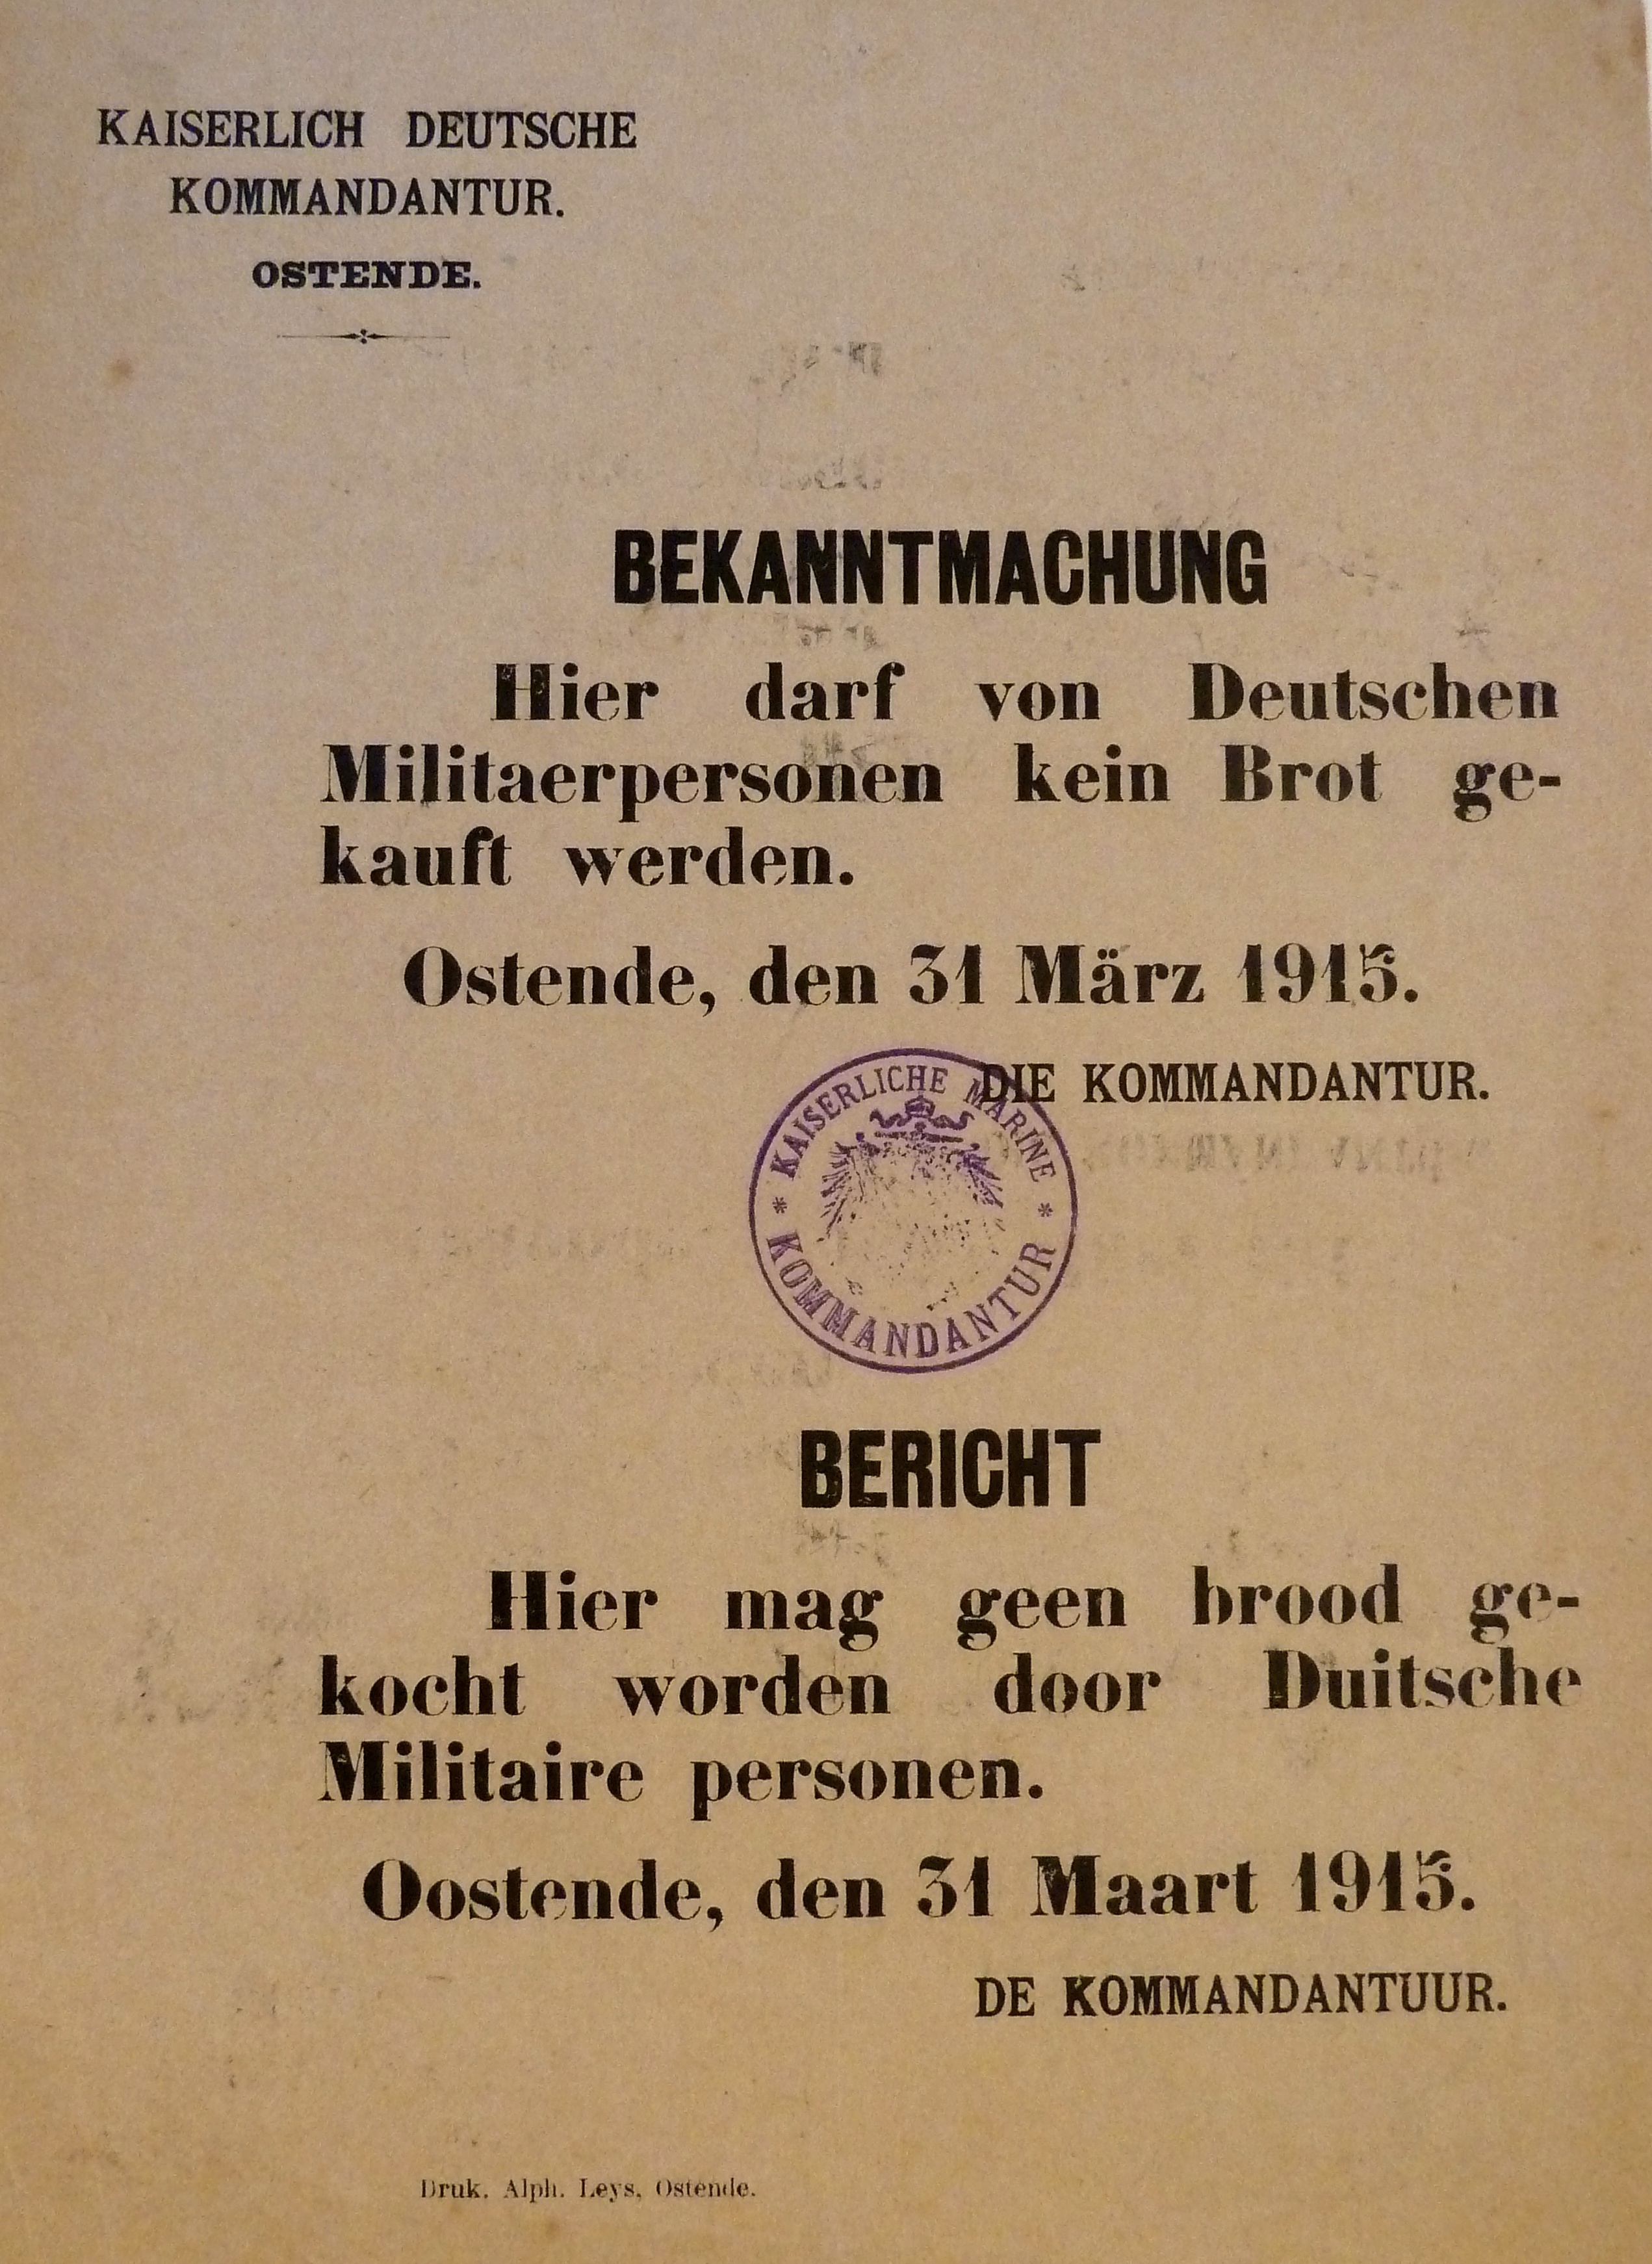 KAISERLICH DEUTSCHE
KOMMANDANTUR.
OSTENDE.
BEKANNTMACHUNG
Hier darf von Deutschen
Militaerpersonen kein Brot ge-
kauft werden.
Ostende, den 31 März 1915.
DIE KOMMANDANTUR.
KAISERLICHE MARINE
* KOMMANDANTUR *
BERICHT
Hier mag geen brood ge-
kocht worden door Duitsche
Militaire personen.
Oostende, den 31 Maart 1915.
DE KOMMANDANTUUR.
Druk. Alph. Leys, Ostende.